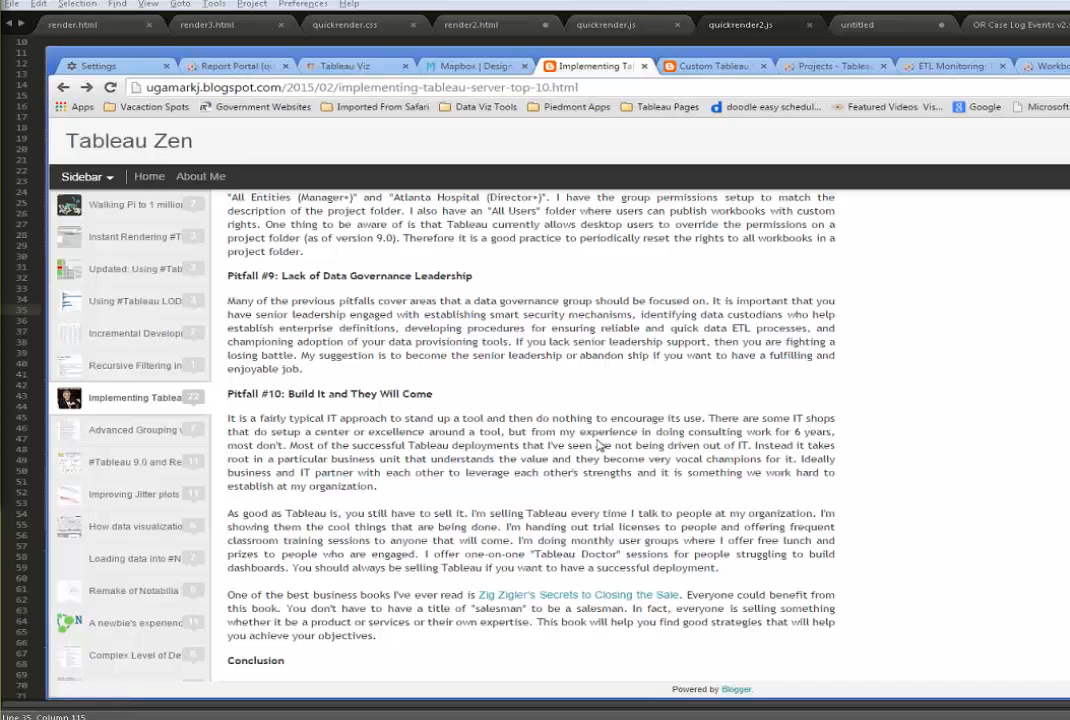 File Edit Selection Find View Goto Tools Project Preferences Help
render.html render3.html quickrender.css render2.html quickrender.js quickrender2.js untitled OR Case Log Events v2.
Settings Report Portal (qu Tableau Viz Mapbox | Design Implementing Ta Custom Tableau Projects - Tableau ETL Monitoring: Workbo
ugamarkj.blogspot.com/2015/02/implementing-tableau-server-top-10.html
Apps Vacation Spots Government Websites Imported From Safari Data Viz Tools Piedmont Apps Tableau Pages doodle easy schedul... Featured Videos Vis... Google Microsoft
Tableau Zen
Sidebar Home About Me
Walking Pi to 1 million
Instant Rendering #T
Updated: Using #Tab
Using #Tableau LOD
Incremental Develop
Recursive Filtering in
Implementing Tablea 22
Advanced Grouping
#Tableau 9.0 and Re
Improving Jitter plots
How data visualizatio
Loading data into #N
Remake of Notabilia
A newbie's experienc
Complex Level of De
"All Entities (Manager+)" and "Atlanta Hospital (Director+)". I have the group permissions setup to match the
description of the project folder. I also have an "All Users" folder where users can publish workbooks with custom
rights. One thing to be aware of is that Tableau currently allows desktop users to override the permissions on a
project folder (as of version 9.0). Therefore it is a good practice to periodically reset the rights to all workbooks in a
project folder.
Pitfall #9: Lack of Data Governance Leadership
Many of the previous pitfalls cover areas that a data governance group should be focused on. It is important that you
have senior leadership engaged with establishing smart security mechanisms, identifying data custodians who help
establish enterprise definitions, developing procedures for ensuring reliable and quick data ETL processes, and
championing adoption of your data provisioning tools. If you lack senior leadership support, then you are fighting a
losing battle. My suggestion is to become the senior leadership or abandon ship if you want to have a fulfilling and
enjoyable job.
Pitfall #10: Build It and They Will Come
It is a fairly typical IT approach to stand up a tool and then do nothing to encourage its use. There are some IT shops
that do setup a center or excellence around a tool, but from my experience in doing consulting work for 6 years,
most don't. Most of the successful Tableau deployments that I've seen are not being driven out of IT. Instead it takes
root in a particular business unit that understands the value and they become very vocal champions for it. Ideally
business and IT partner with each other to leverage each other's strengths and it is something we work hard to
establish at my organization.
As good as Tableau is, you still have to sell it. I'm selling Tableau every time I talk to people at my organization. I'm
showing them the cool things that are being done. I'm handing out trial licenses to people and offering frequent
classroom training sessions to anyone that will come. I'm doing monthly user groups where I offer free lunch and
prizes to people who are engaged. I offer one-on-one "Tableau Doctor" sessions for people struggling to build
dashboards. You should always be selling Tableau if you want to have a successful deployment.
One of the best business books I've ever read is Zig Zigler's Secrets to Closing the Sale. Everyone could benefit from
this book. You don't have to have a title of "salesman" to be a salesman. In fact, everyone is selling something
whether it be a product or services or their own expertise. This book will help you find good strategies that will help
you achieve your objectives.
Conclusion
Powered by Blogger.
Line 35, Column 115